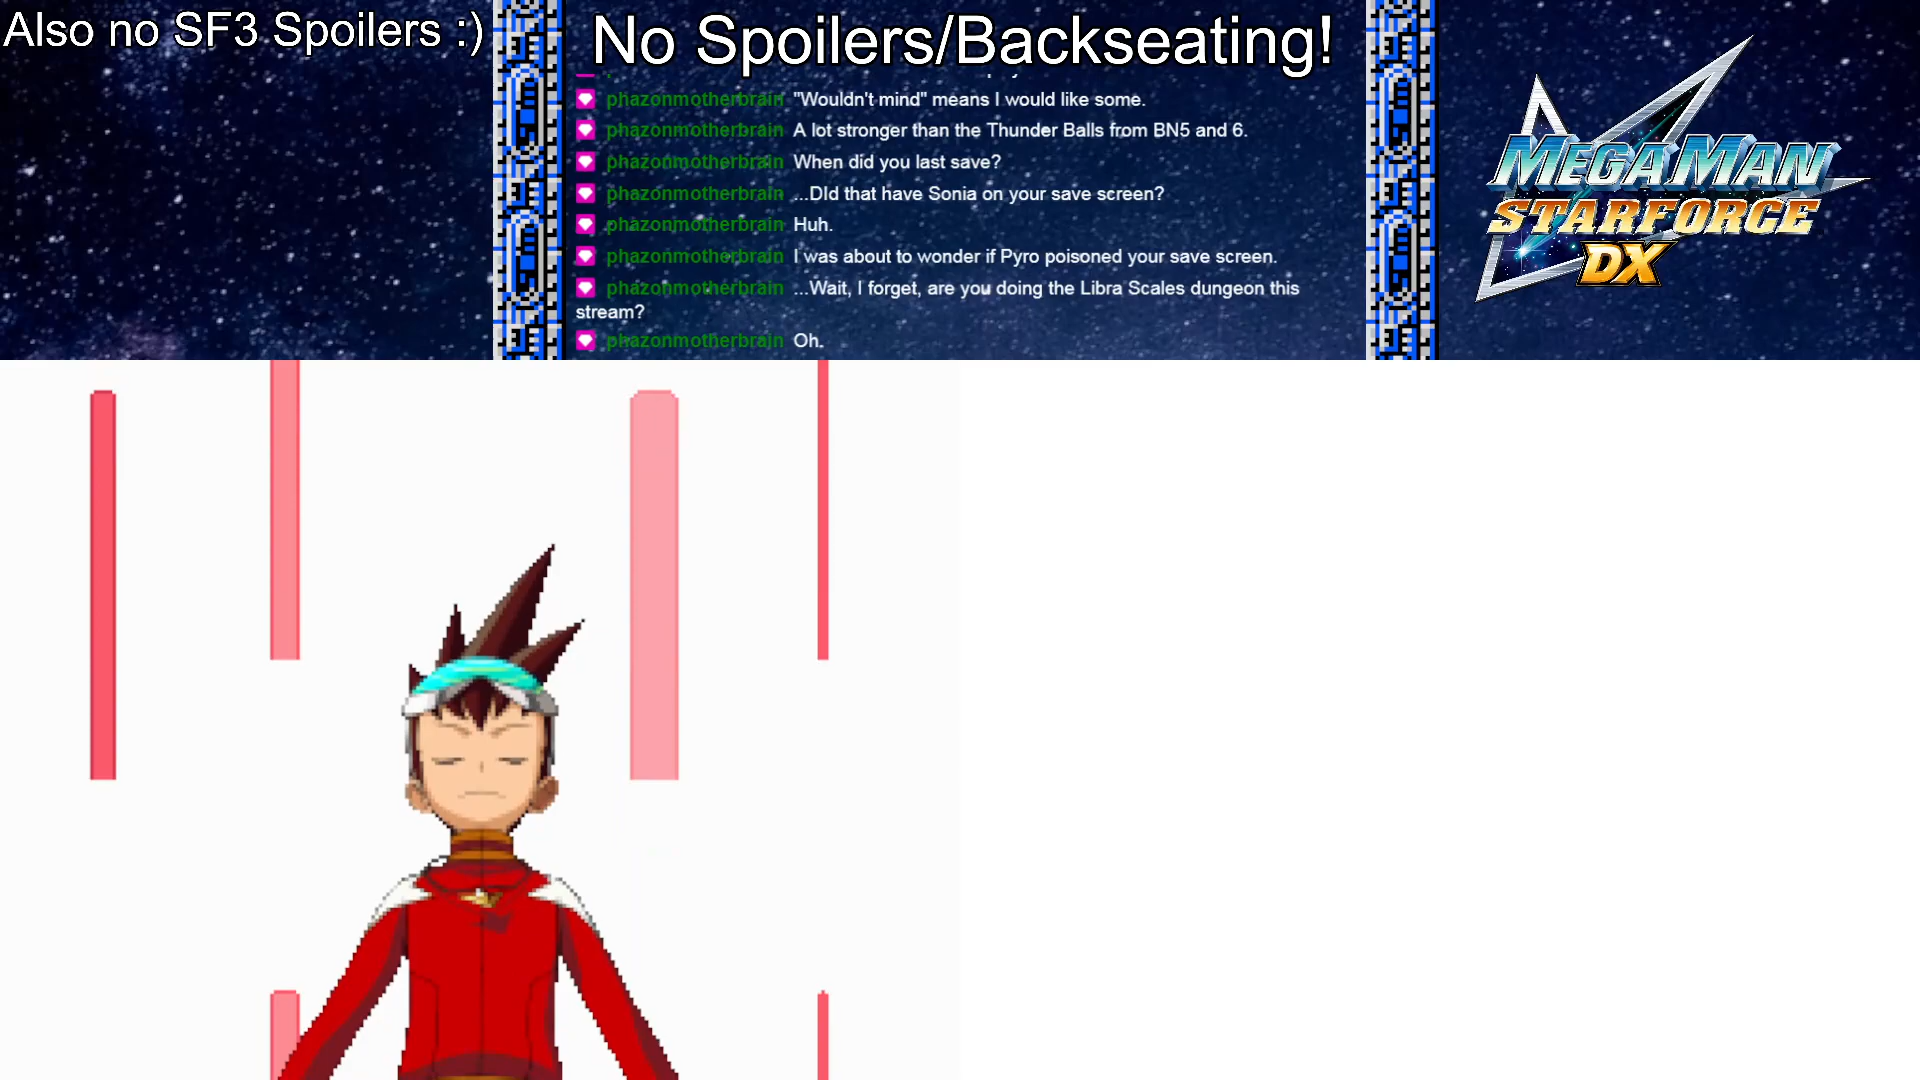 Also no SF3 Spoilers :)
No Spoilers/Backseating!
phazonmotherbrain "Wouldn't mind" means I would like some.
phazonmotherbrain A lot stronger than the Thunder Balls from BN5 and 6.
phazonmotherbrain When did you last save?
phazonmotherbrain ...DId that have Sonia on your save screen?
phazonmotherbrain Huh.
phazonmotherbrain I was about to wonder if Pyro poisoned your save screen.
phazonmotherbrain ...Wait, I forget, are you doing the Libra Scales dungeon this
stream?
phazonmotherbrain Oh.
MEGAMAN
STARFORCE
DX